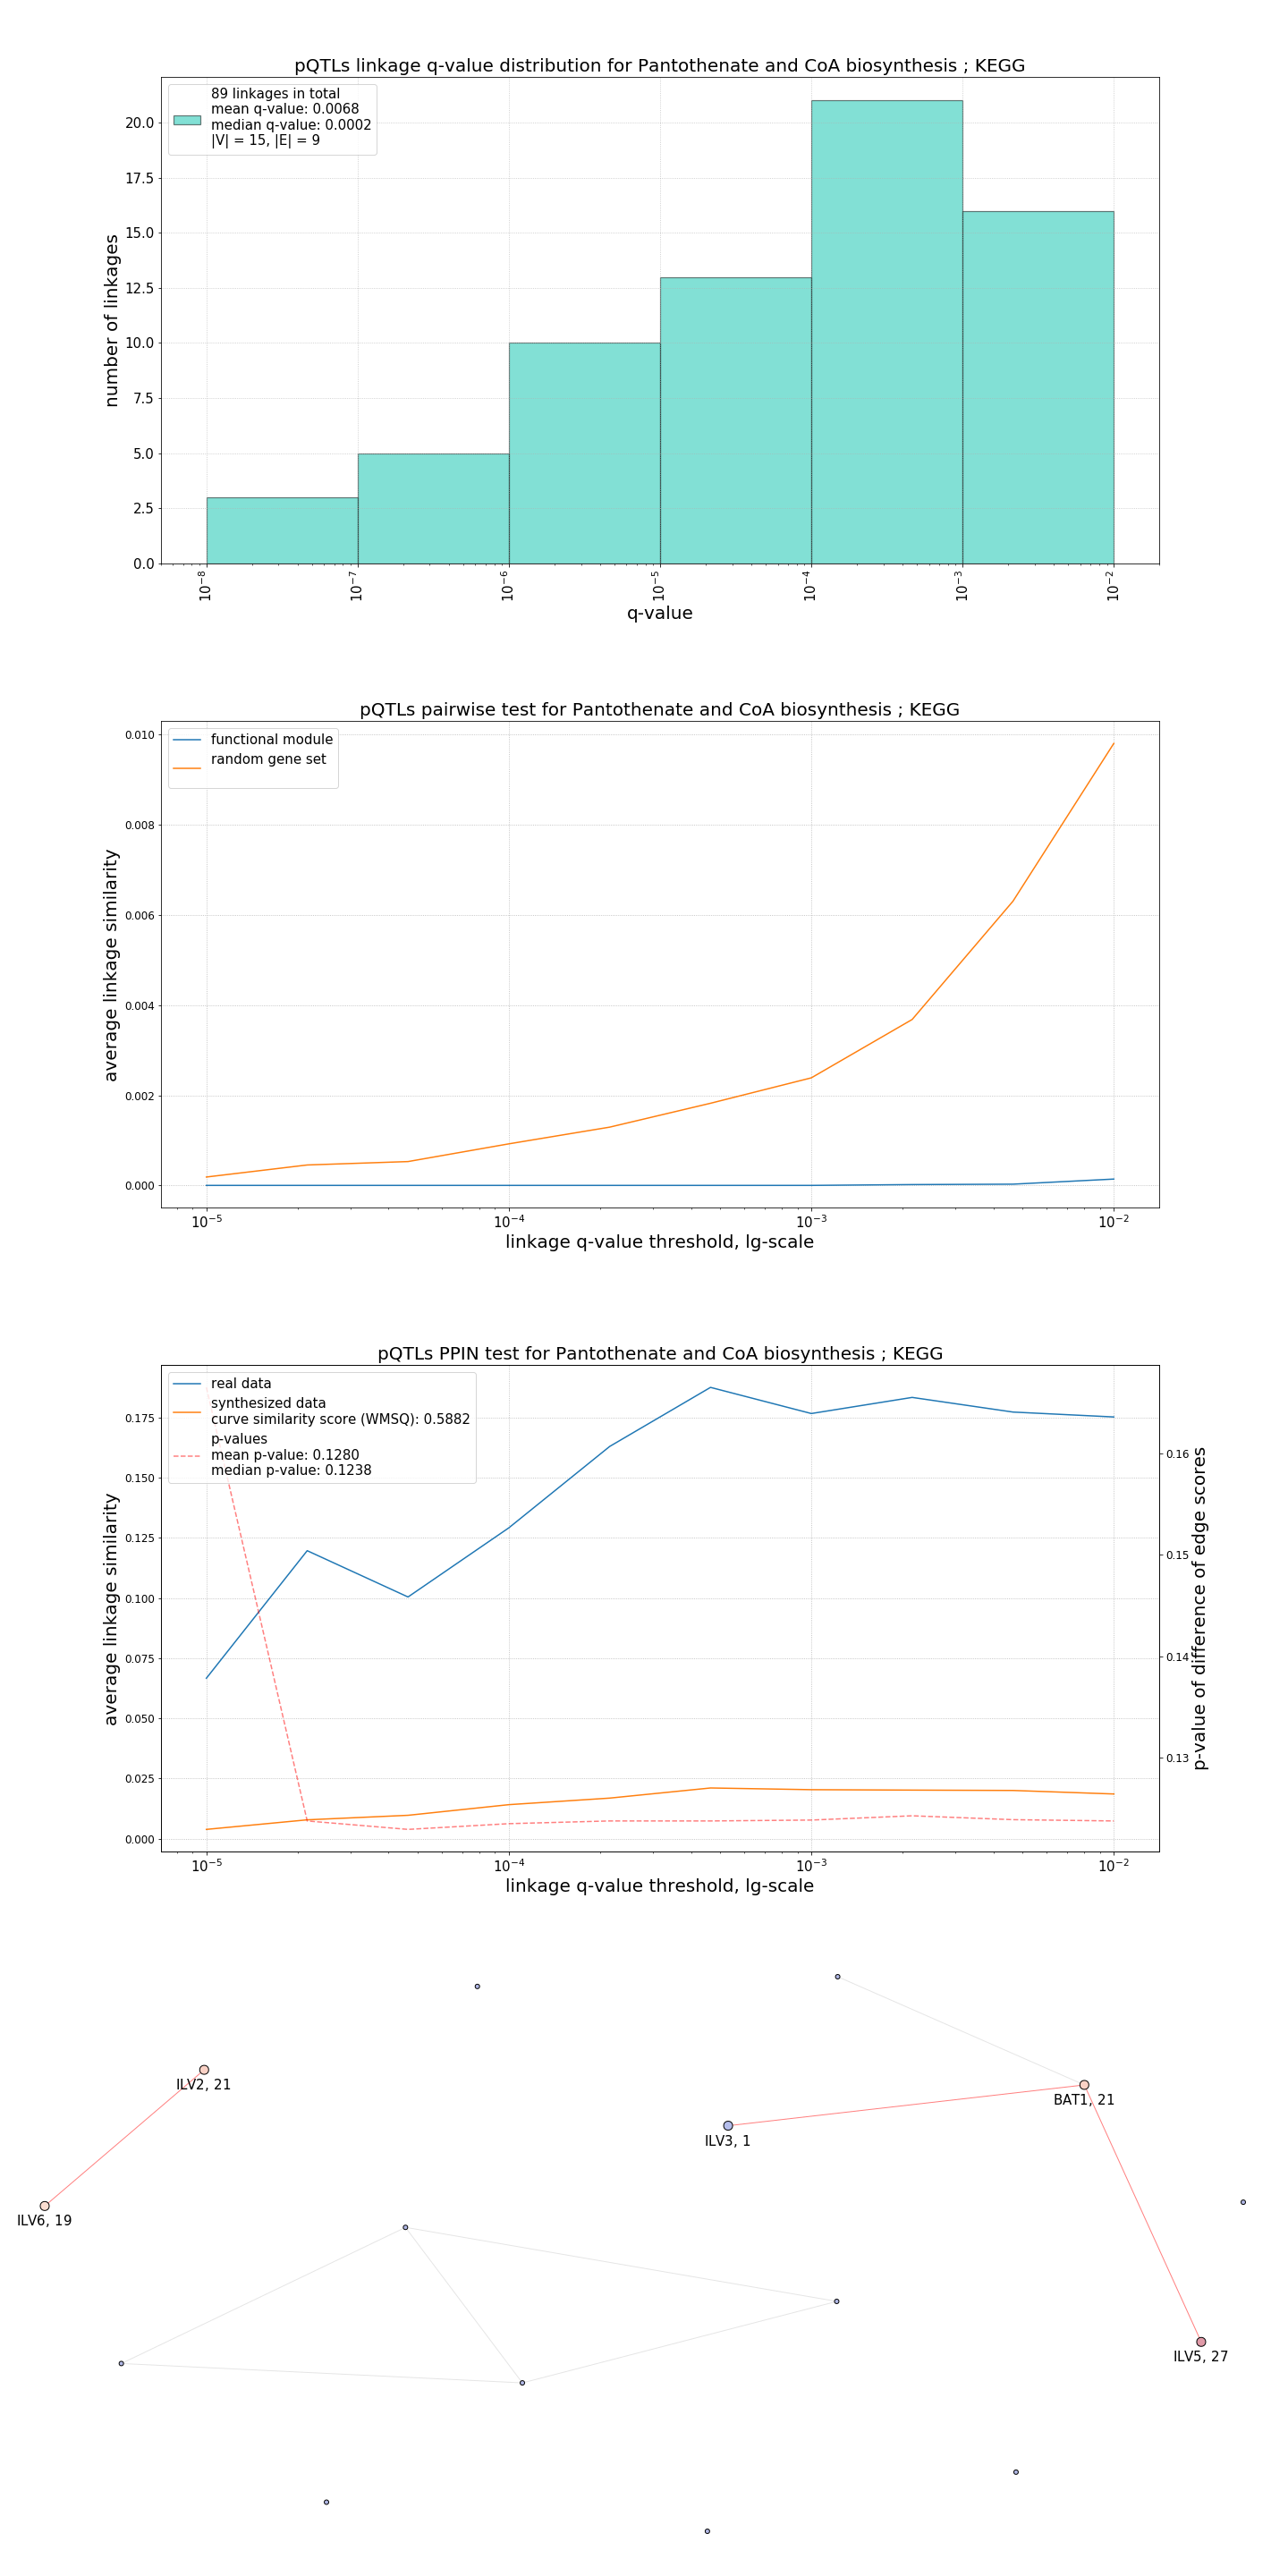 pQTLs linkage q-value distribution for Pantothenate and CoA biosynthesis ; KEGG
89 linkages in total
mean q-value: 0.0068
median q-value: 0.0002
|V| = 15, |E| = 9
number of linkages
20.0
17.5
15.0
12.5
10.0
7.5
5.0
2.5
0.0
10⁻⁸
10⁻⁷
10⁻⁶
10⁻⁵
10⁻⁴
10⁻³
10⁻²
q-value
pQTLs pairwise test for Pantothenate and CoA biosynthesis ; KEGG
functional module
random gene set
average linkage similarity
0.010
0.008
0.006
0.004
0.002
0.000
10⁻⁵
10⁻⁴
10⁻³
10⁻²
linkage q-value threshold, lg-scale
pQTLs PPIN test for Pantothenate and CoA biosynthesis ; KEGG
real data
synthesized data
curve similarity score (WMSQ): 0.5882
p-values
mean p-value: 0.1280
median p-value: 0.1238
average linkage similarity
0.175
0.150
0.125
0.100
0.075
0.050
0.025
0.000
0.16
0.15
0.14
0.13
p-value of difference of edge scores
10⁻⁵
10⁻⁴
10⁻³
10⁻²
linkage q-value threshold, lg-scale
ILV2, 21
BAT1, 21
ILV3, 1
ILV6, 19
ILV5, 27